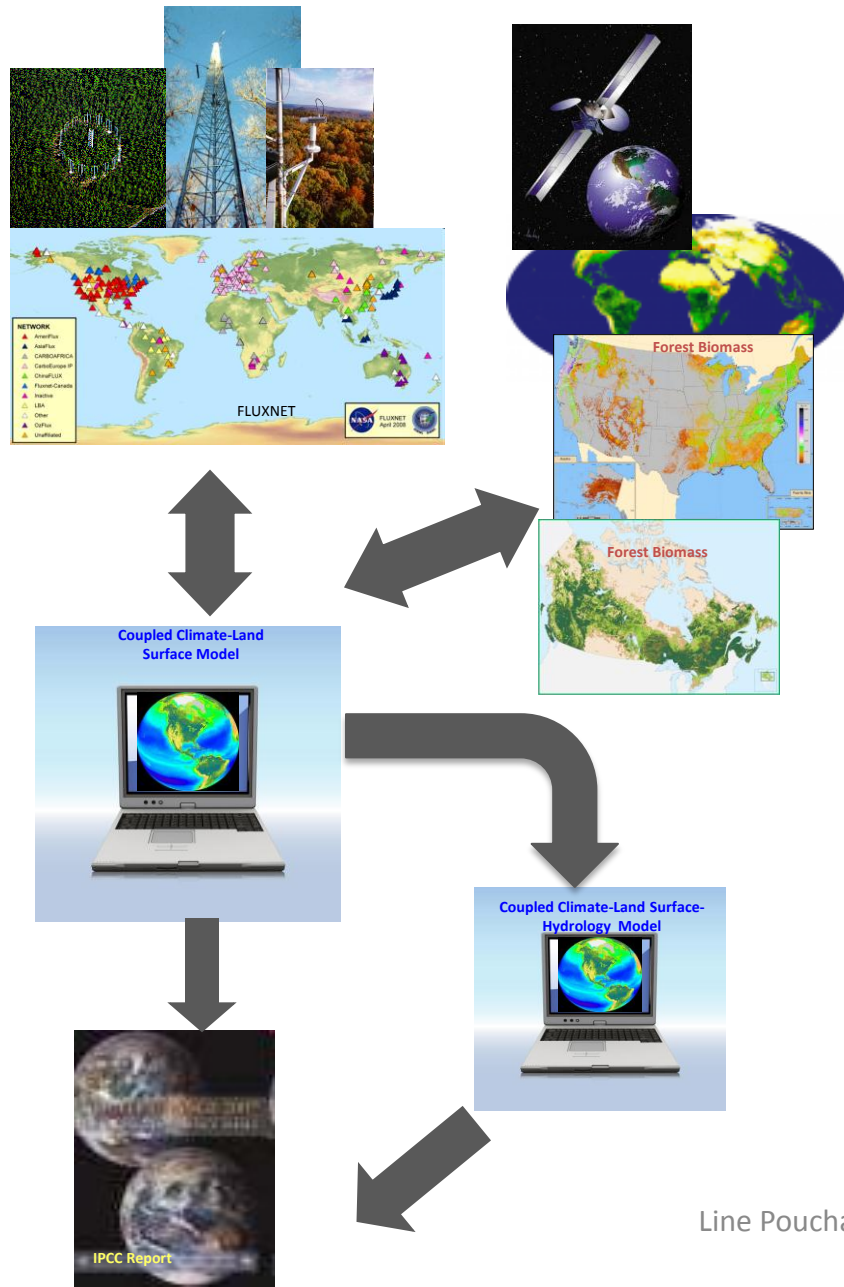 NETWORK
AmeriFlux
AsiaFlux
CARBOAFRICA
CarboEurope IP
ChinaFLUX
Fluxnet-Canada
Inactive
LBA
Other
OzFlux
Unaffiliated
FLUXNET
NASA
FLUXNET
April 2008
Forest Biomass
Forest Biomass
Coupled Climate-Land
Surface Model
Coupled Climate-Land Surface-
Hydrology Model
IPCC Report
Line Poucha